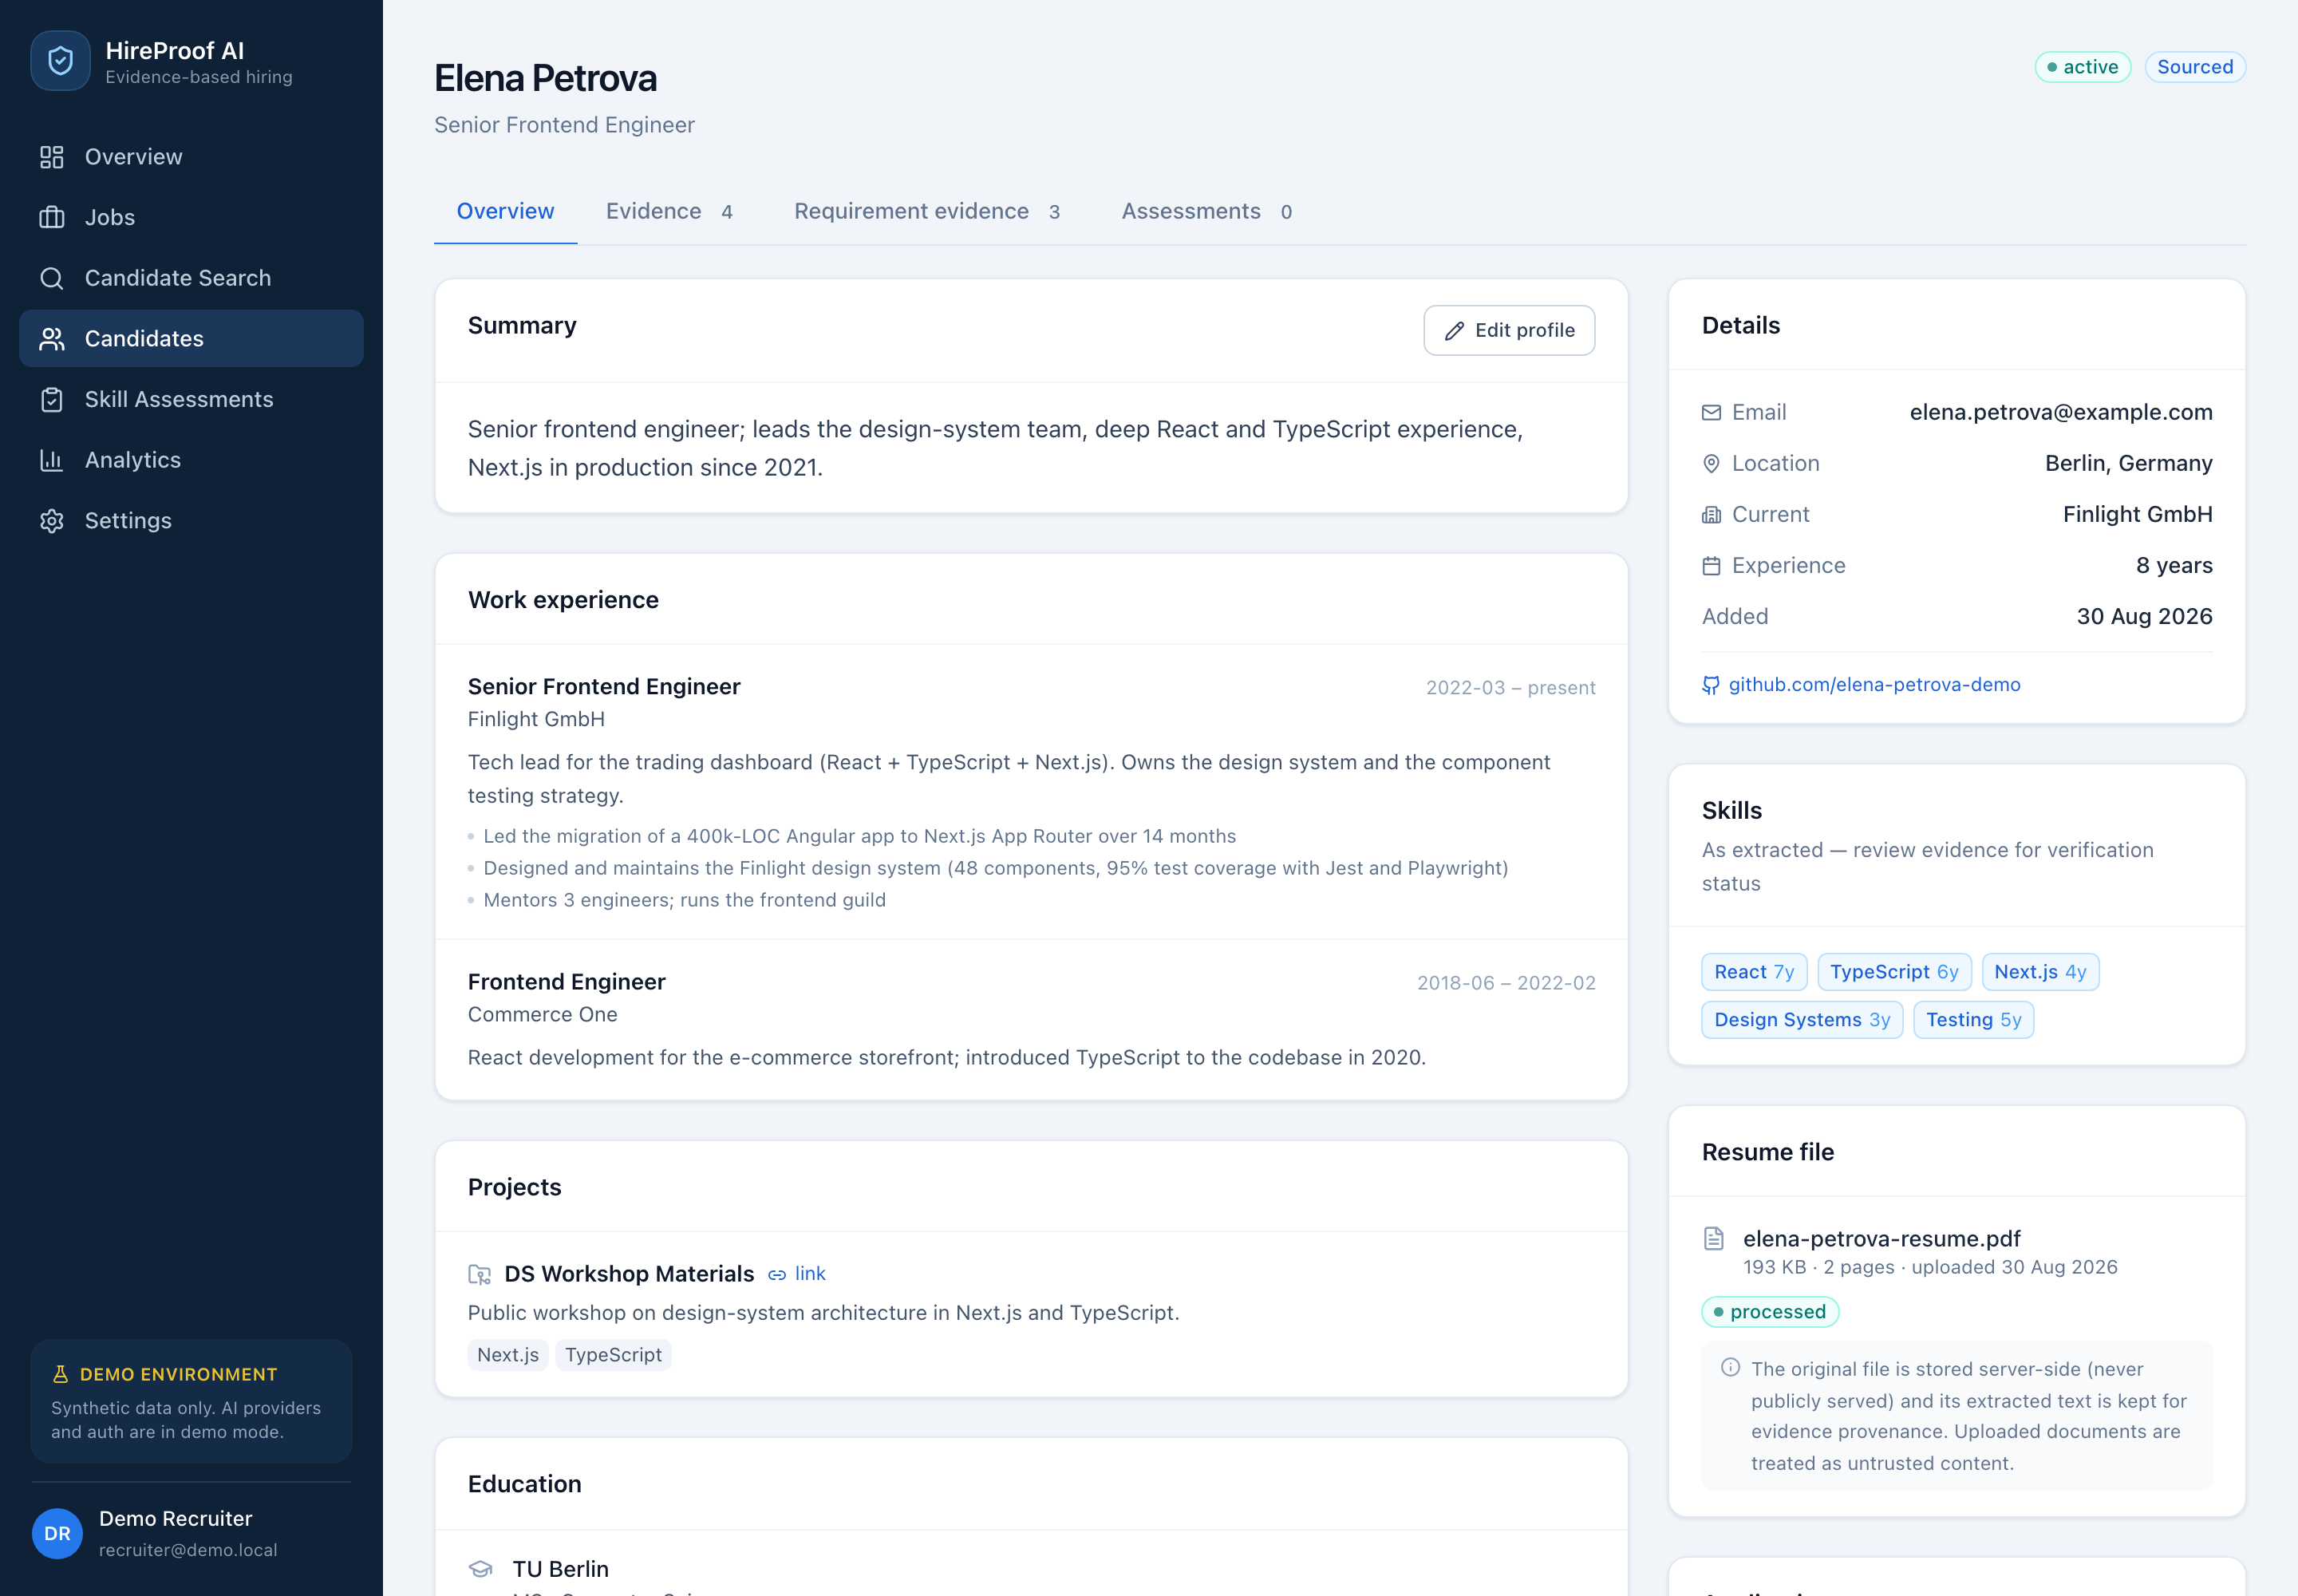 HireProof AI
Evidence-based hiring
Overview
Jobs
Candidate Search
Candidates
Skill Assessments
Analytics
Settings
DEMO ENVIRONMENT
Synthetic data only. AI providers
and auth are in demo mode.
DR
Demo Recruiter
recruiter@demo.local
Elena Petrova
Senior Frontend Engineer
active
Sourced
Overview
Evidence 4
Requirement evidence 3
Assessments 0
Summary
Edit profile
Senior frontend engineer; leads the design-system team, deep React and TypeScript experience,
Next.js in production since 2021.
Work experience
Senior Frontend Engineer
2022-03 – present
Finlight GmbH
Tech lead for the trading dashboard (React + TypeScript + Next.js). Owns the design system and the component
testing strategy.
Led the migration of a 400k-LOC Angular app to Next.js App Router over 14 months
Designed and maintains the Finlight design system (48 components, 95% test coverage with Jest and Playwright)
Mentors 3 engineers; runs the frontend guild
Frontend Engineer
2018-06 – 2022-02
Commerce One
React development for the e-commerce storefront; introduced TypeScript to the codebase in 2020.
Projects
DS Workshop Materials link
Public workshop on design-system architecture in Next.js and TypeScript.
Next.js TypeScript
Education
TU Berlin
Details
Email elena.petrova@example.com
Location Berlin, Germany
Current Finlight GmbH
Experience 8 years
Added 30 Aug 2026
github.com/elena-petrova-demo
Skills
As extracted — review evidence for verification
status
React 7y TypeScript 6y Next.js 4y
Design Systems 3y Testing 5y
Resume file
elena-petrova-resume.pdf
193 KB · 2 pages · uploaded 30 Aug 2026
processed
The original file is stored server-side (never
publicly served) and its extracted text is kept for
evidence provenance. Uploaded documents are
treated as untrusted content.